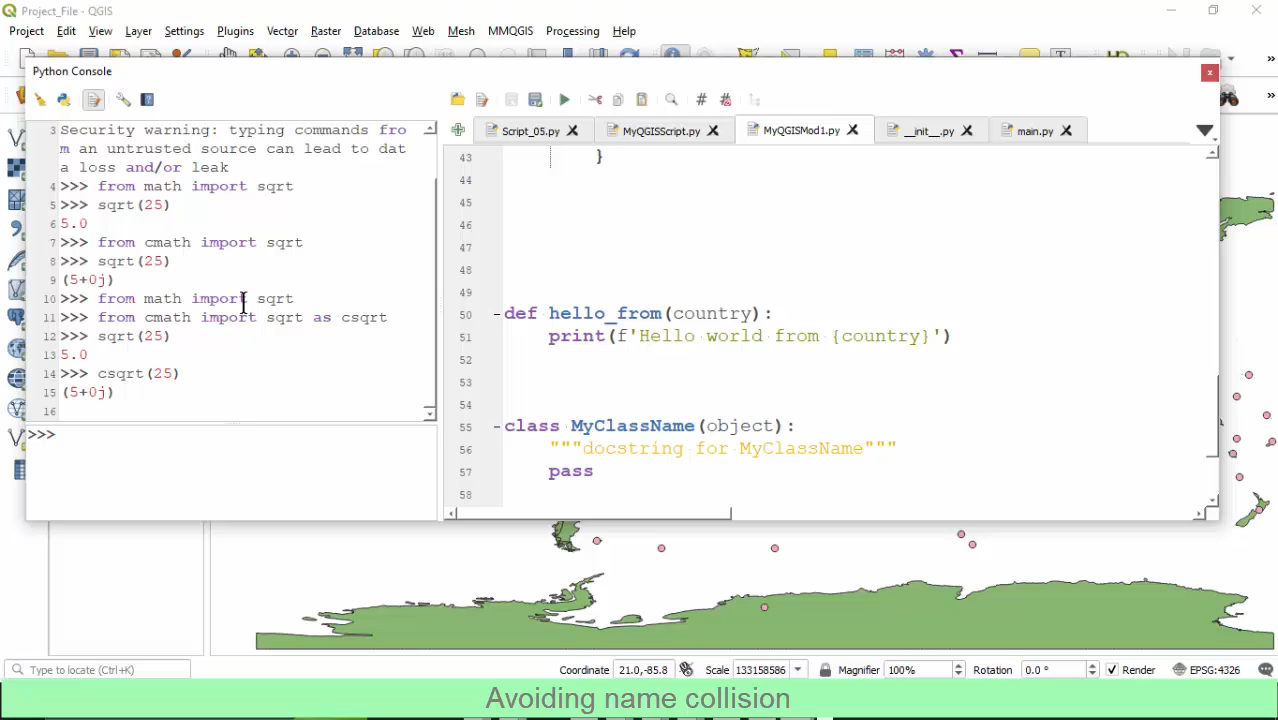 Project_File - QGIS
Project Edit View Layer Settings Plugins Vector Raster Database Web Mesh MMQGIS Processing Help
Python Console
Script_05.py MyQGISScript.py MyQGISMod1.py __init__.py main.py
3 Security warning: typing commands fro
m an untrusted source can lead to dat
a loss and/or leak
4 >>> from math import sqrt
5 >>> sqrt(25)
6 5.0
7 >>> from cmath import sqrt
8 >>> sqrt(25)
9 (5+0j)
10 >>> from math import sqrt
11 >>> from cmath import sqrt as csqrt
12 >>> sqrt(25)
13 5.0
14 >>> csqrt(25)
15 (5+0j)
16
>>>
43 }
44
45
46
47
48
49
50 def hello_from(country):
51 print(f'Hello world from {country}')
52
53
54
55 class MyClassName(object):
56 """docstring for MyClassName"""
57 pass
58
Type to locate (Ctrl+K) Coordinate 21.0,-85.8 Scale 133158586 Magnifier 100% Rotation 0.0 ° Render EPSG:4326
Avoiding name collision